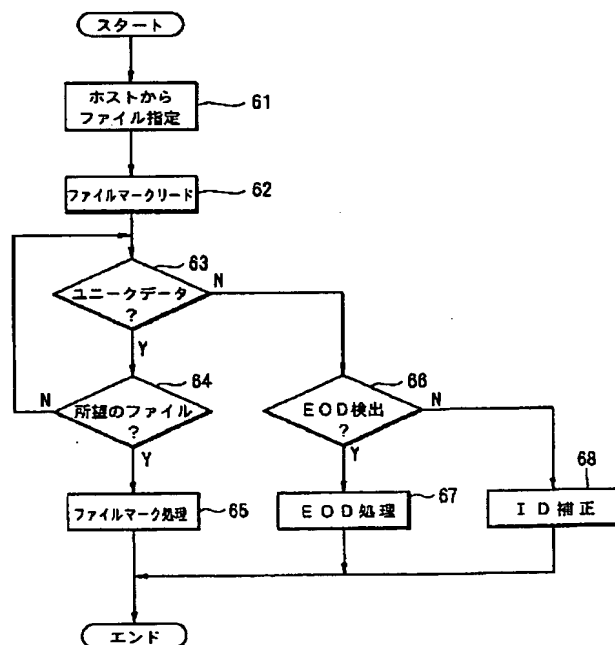 スタート
ホストから
ファイル指定
61
ファイルマークリード
62
63
ユニークデータ
?
N
Y
64
所望のファイル
?
N
Y
66
EOD検出
?
N
Y
ファイルマーク処理
65
EOD処理
67
68
ID補正
エンド